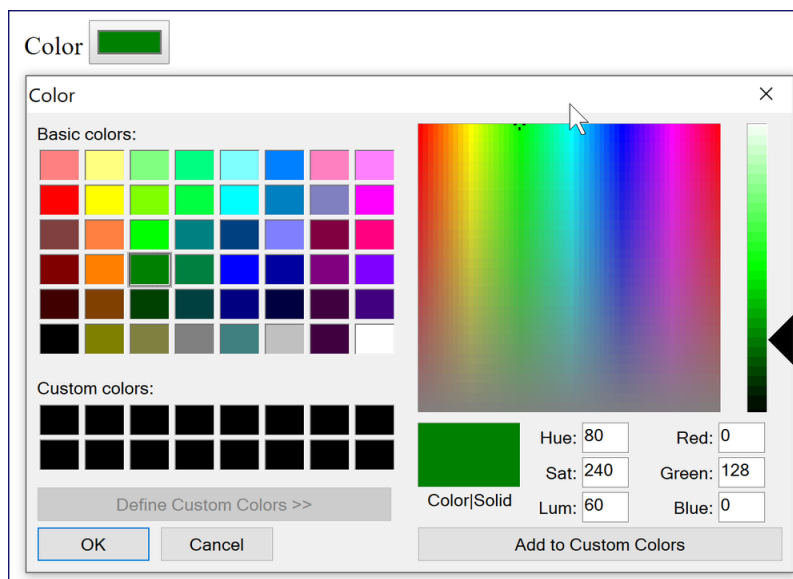 Color
Color
Basic colors:
Custom colors:
Define Custom Colors >>
OK Cancel
Color|Solid
Hue: 80 Red: 0
Sat: 240 Green: 128
Lum: 60 Blue: 0
Add to Custom Colors